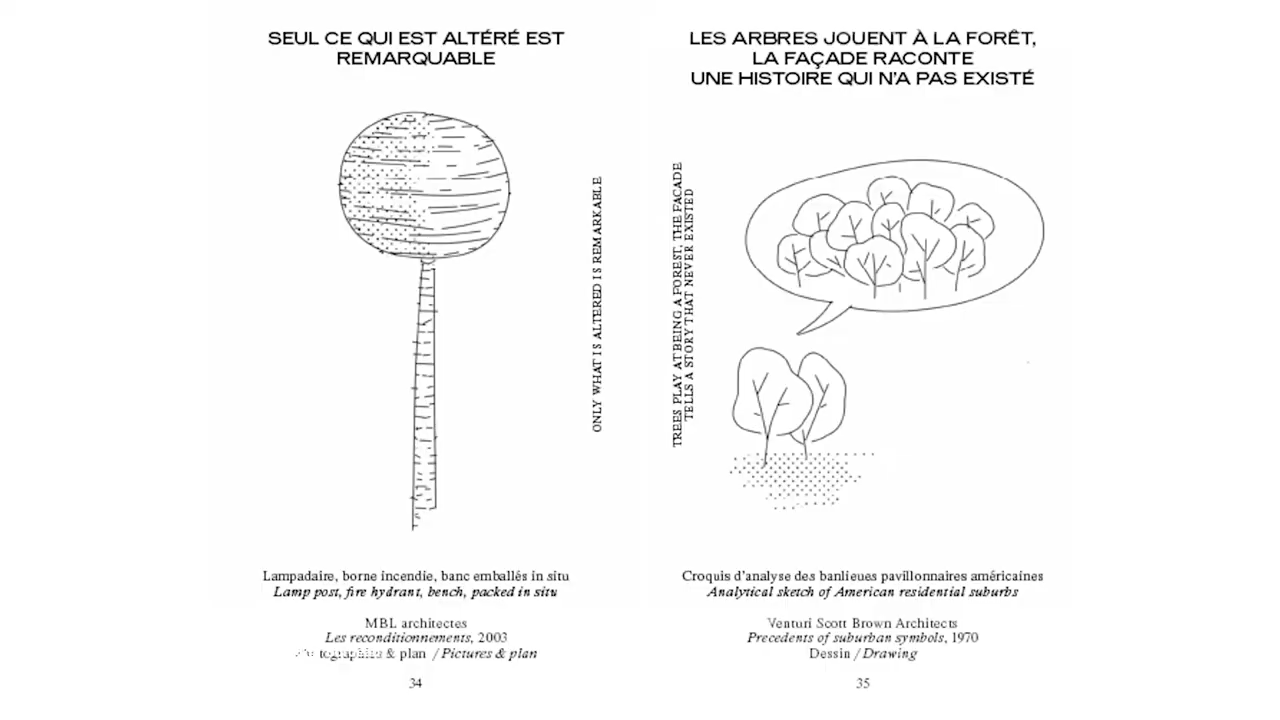 SEUL CE QUI EST ALTÉRÉ EST
REMARQUABLE
ONLY WHAT IS ALTERED IS REMARKABLE
Lampadaire, borne incendie, banc emballés in situ
Lamp post, fire hydrant, bench, packed in situ
MBL architectes
Les reconditionnements, 2003
& plan / Pictures & plan
34
LES ARBRES JOUENT À LA FORÊT,
LA FAÇADE RACONTE
UNE HISTOIRE QUI N'A PAS EXISTÉ
TREES PLAY AT BEING A FOREST, THE FACADE
TELLS A STORY THAT NEVER EXISTED
Croquis d'analyse des banlieues pavillonnaires américaines
Analytical sketch of American residential suburbs
Venturi Scott Brown Architects
Precedents of suburban symbols, 1970
Dessin / Drawing
35